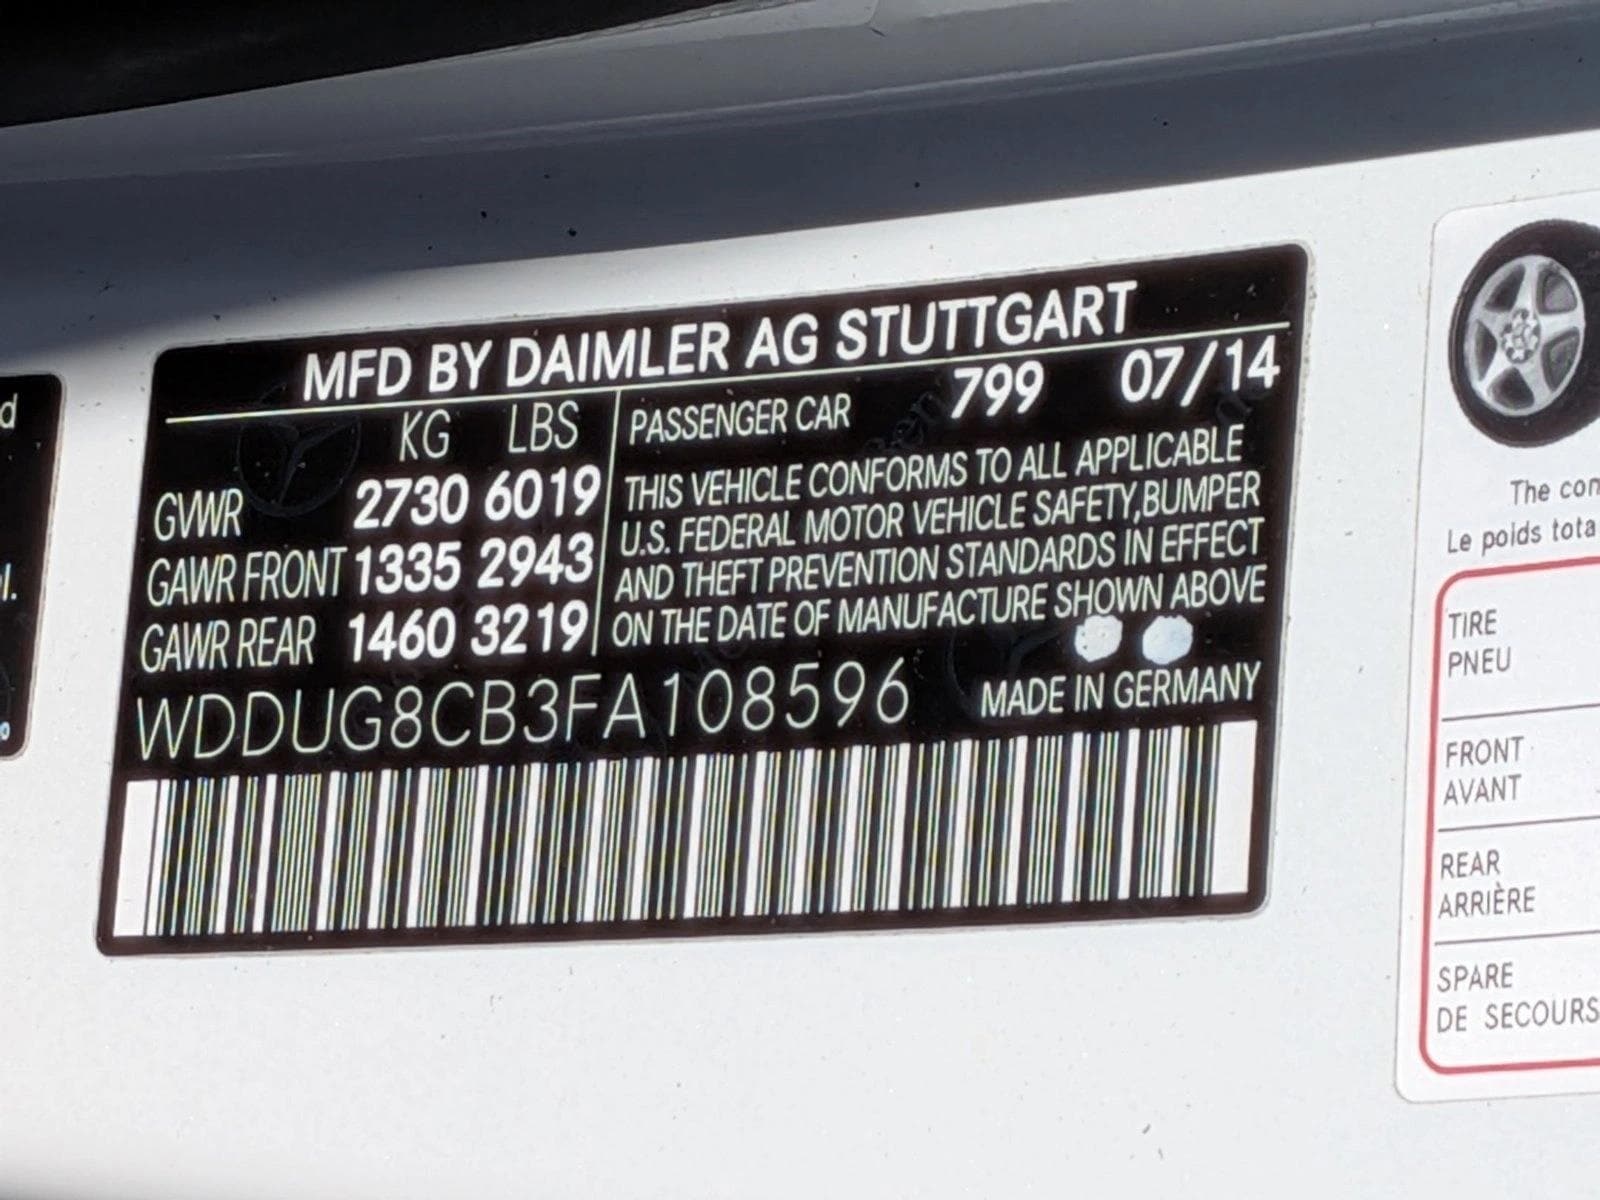 MFD BY DAIMLER AG STUTTGART
KG LBS
GVWR 2730 6019
GAWR FRONT 1335 2943
GAWR REAR 1460 3219
PASSENGER CAR 799 07/14
THIS VEHICLE CONFORMS TO ALL APPLICABLE
U.S. FEDERAL MOTOR VEHICLE SAFETY,BUMPER
AND THEFT PREVENTION STANDARDS IN EFFECT
ON THE DATE OF MANUFACTURE SHOWN ABOVE
WDDUG8CB3FA108596 MADE IN GERMANY
The
Le poids
TIRE
PNEU
FRONT
AVANT
REAR
ARRIÈRE
SPARE
DE SECOURS